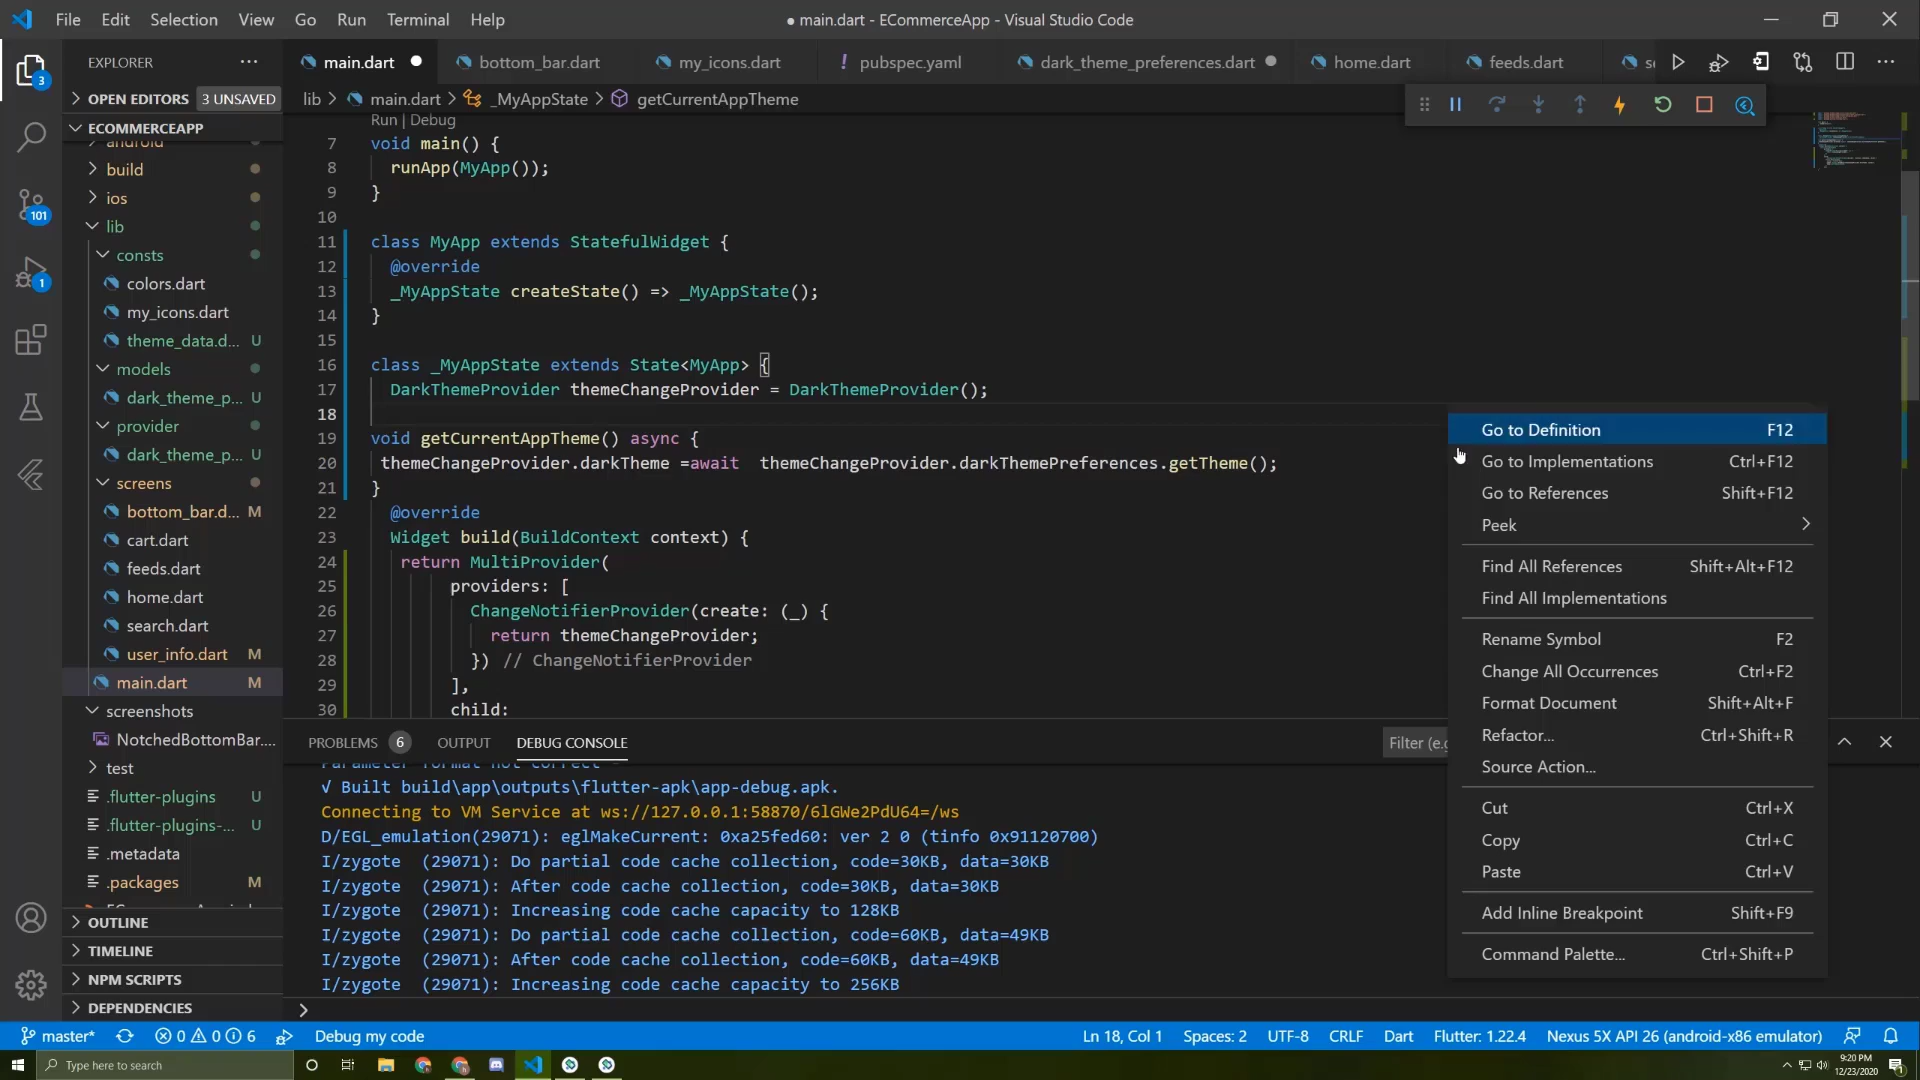 File Edit Selection View Go Run Terminal Help
● main.dart - ECommerceApp - Visual Studio Code
EXPLORER
main.dart
bottom_bar.dart
my_icons.dart
! pubspec.yaml
dark_theme_preferences.dart
home.dart
feeds.dart
OPEN EDITORS 3 UNSAVED
lib > main.dart > _MyAppState > getCurrentAppTheme
3
101
1
ECOMMERCEAPP
android
build
ios
lib
consts
colors.dart
my_icons.dart
theme_data.d... U
models
dark_theme_p... U
provider
dark_theme_p... U
screens
bottom_bar.d... M
cart.dart
feeds.dart
home.dart
search.dart
user_info.dart M
main.dart M
screenshots
NotchedBottomBar....
test
.flutter-plugins U
.flutter-plugins-... U
.metadata
.packages M
OUTLINE
TIMELINE
NPM SCRIPTS
DEPENDENCIES
Run | Debug
7 void main() {
8 runApp(MyApp());
9 }
10
11 class MyApp extends StatefulWidget {
12 @override
13 _MyAppState createState() => _MyAppState();
14 }
15
16 class _MyAppState extends State<MyApp> {
17 DarkThemeProvider themeChangeProvider = DarkThemeProvider();
18
19 void getCurrentAppTheme() async {
20 themeChangeProvider.darkTheme =await  themeChangeProvider.darkThemePreferences.getTheme();
21 }
22 @override
23 Widget build(BuildContext context) {
24 return MultiProvider(
25 providers: [
26 ChangeNotifierProvider(create: (_) {
27 return themeChangeProvider;
28 }) // ChangeNotifierProvider
29 ],
30 child:
Go to Definition F12
Go to Implementations Ctrl+F12
Go to References Shift+F12
Peek
Find All References Shift+Alt+F12
Find All Implementations
Rename Symbol F2
Change All Occurrences Ctrl+F2
Format Document Shift+Alt+F
Refactor... Ctrl+Shift+R
Source Action...
Cut Ctrl+X
Copy Ctrl+C
Paste Ctrl+V
Add Inline Breakpoint Shift+F9
Command Palette... Ctrl+Shift+P
PROBLEMS 6 OUTPUT DEBUG CONSOLE
Filter (e.g
Parameter format not correct -
√ Built build\app\outputs\flutter-apk\app-debug.apk.
Connecting to VM Service at ws://127.0.0.1:58870/6lGWe2PdU64=/ws
D/EGL_emulation(29071): eglMakeCurrent: 0xa25fed60: ver 2 0 (tinfo 0x91120700)
I/zygote  (29071): Do partial code cache collection, code=30KB, data=30KB
I/zygote  (29071): After code cache collection, code=30KB, data=30KB
I/zygote  (29071): Increasing code cache capacity to 128KB
I/zygote  (29071): Do partial code cache collection, code=60KB, data=49KB
I/zygote  (29071): After code cache collection, code=60KB, data=49KB
I/zygote  (29071): Increasing code cache capacity to 256KB
master* 0 0 6 Debug my code
Ln 18, Col 1 Spaces: 2 UTF-8 CRLF Dart Flutter: 1.22.4 Nexus 5X API 26 (android-x86 emulator)
Type here to search
9:20 PM
12/23/2020